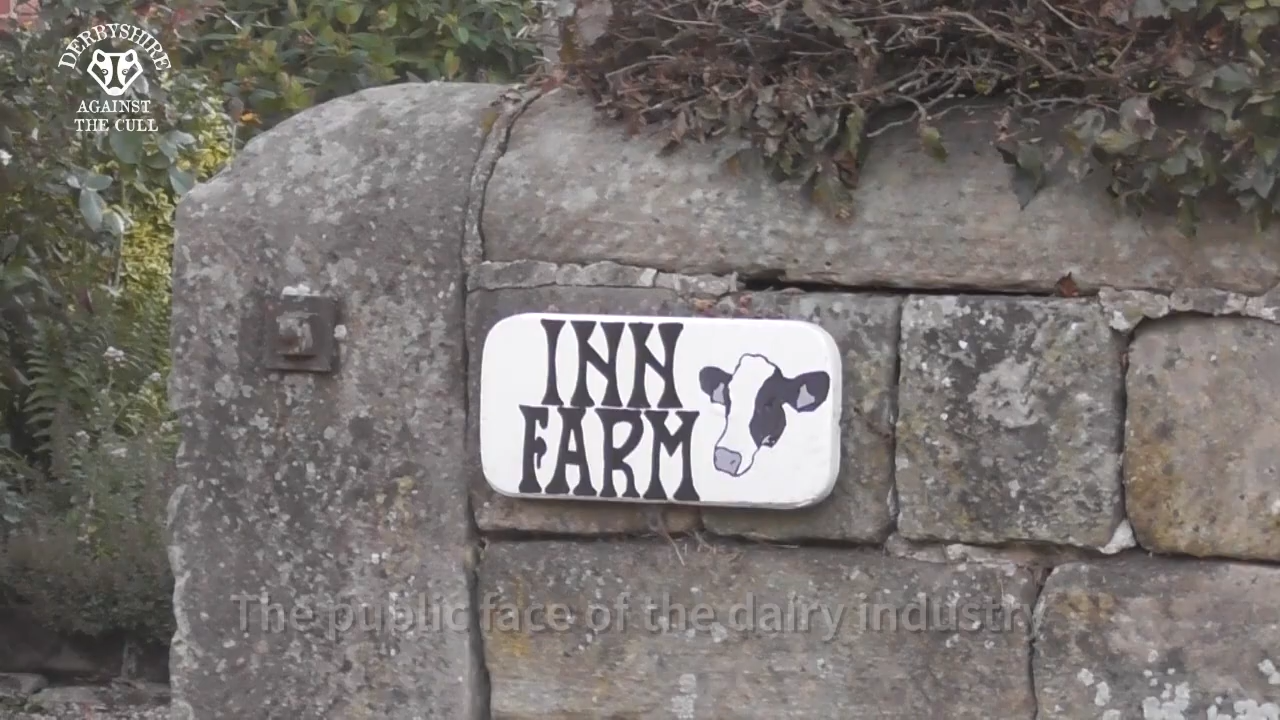 DERBYSHIRE
AGAINST
THE CULL
INN
FARM
The public face of the dairy industry